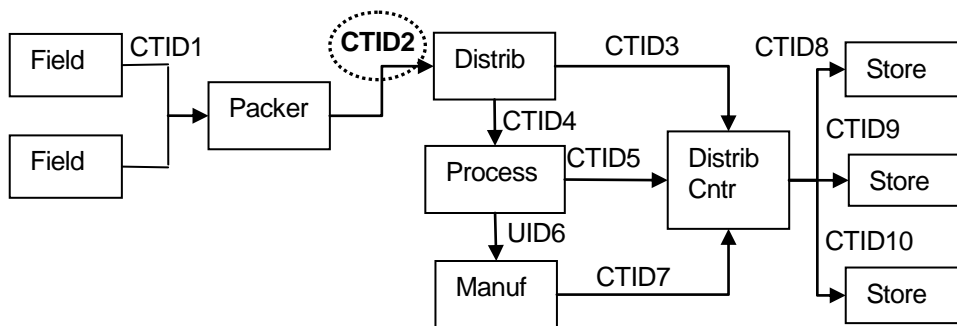 CTID1
CTID2
CTID3
CTID8
Field
Distrib
Store
Packer
CTID4
CTID9
Field
CTID5
Distrib
Cntr
Process
Store
UID6
CTID10
CTID7
Manuf
Store